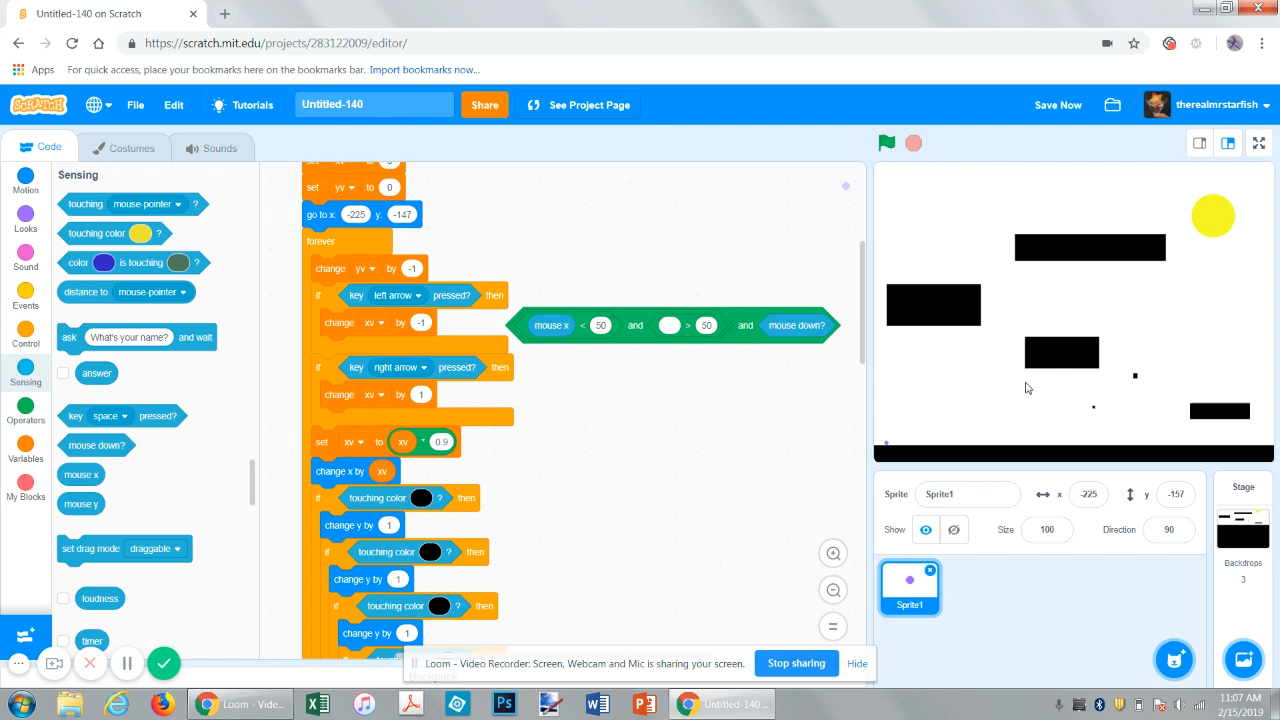 Untitled-140 on Scratch
https://scratch.mit.edu/projects/283122009/editor/
Apps For quick access, place your bookmarks here on the bookmarks bar. Import bookmarks now...
SCRATCH File Edit Tutorials Untitled-140 Share See Project Page Save Now therealmrstarfish
Code Costumes Sounds
Motion
Looks
Sound
Events
Control
Sensing
Operators
Variables
My Blocks
Sensing
touching mouse-pointer ?
touching color ?
color is touching ?
distance to mouse-pointer
ask What's your name? and wait
answer
key space pressed?
mouse down?
mouse x
mouse y
set drag mode draggable
loudness
timer
set yv to 0
go to x: -225 y: -147
forever
change yv by -1
if key left arrow pressed? then
change xv by -1
if key right arrow pressed? then
change xv by 1
set xv to xv * 0.9
change x by xv
if touching color ? then
change y by 1
if touching color ? then
change y by 1
if touching color ? then
change y by 1
mouse x < 50 and > 50 and mouse down?
Sprite Sprite1 x -225 y -157
Show Size 100 Direction 90
Sprite1
Stage
Backdrops
3
Loom - Video Recorder: Screen, Webcam and Mic is sharing your screen. Stop sharing Hide
Backpack
Loom - Vide... Untitled-140 ...
11:07 AM
2/15/2019